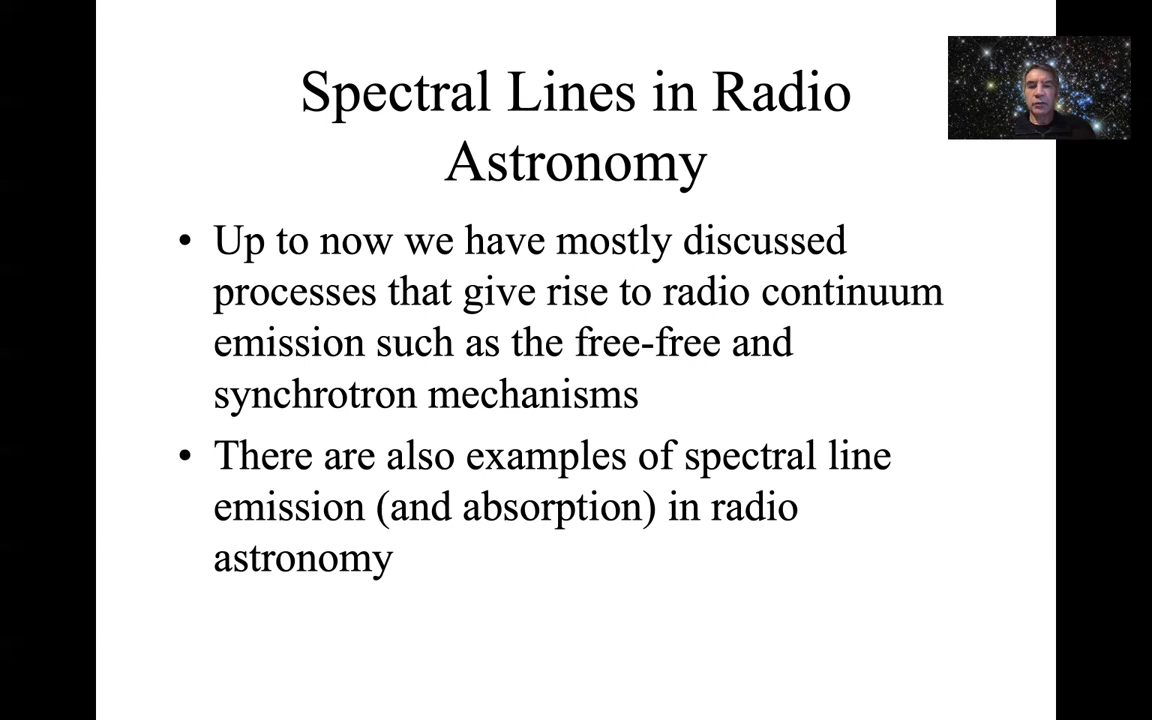 Spectral Lines in Radio
Astronomy
• Up to now we have mostly discussed
processes that give rise to radio continuum
emission such as the free-free and
synchrotron mechanisms
• There are also examples of spectral line
emission (and absorption) in radio
astronomy